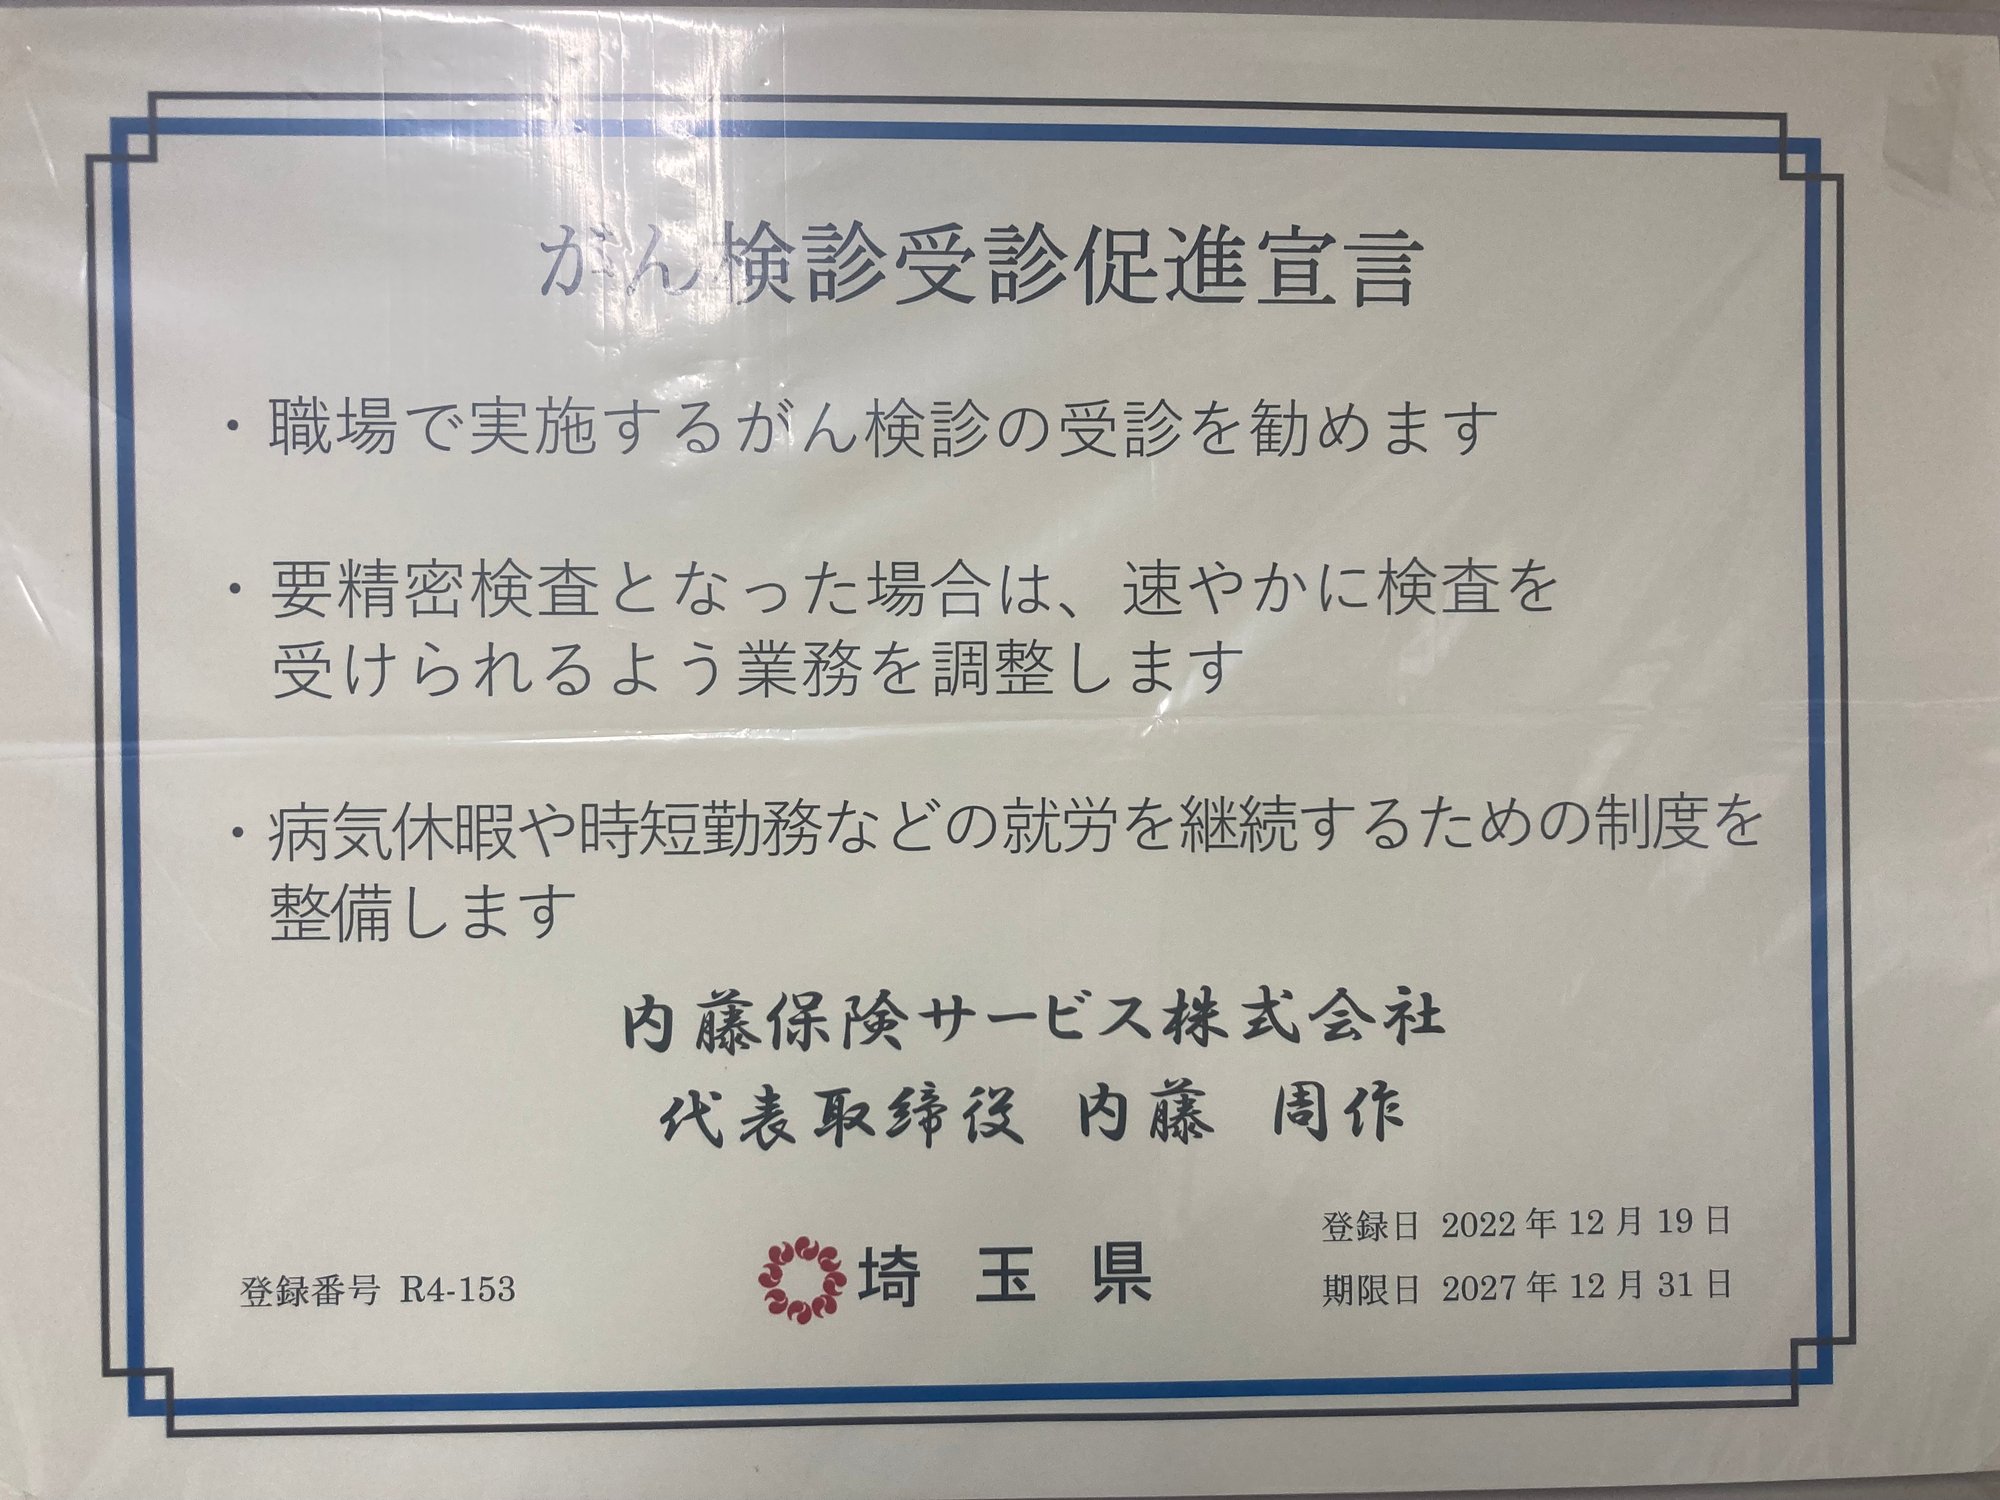 がん検診受診促進宣言
・職場で実施するがん検診の受診を勧めます
・要精密検査となった場合は、速やかに検査を
受けられるよう業務を調整します
・病気休暇や時短勤務などの就労を継続するための制度を
整備します
内藤保険サービス株式会社
代表取締役 内藤 周作
登録番号 R4-153
埼玉県
登録日 2022年12月19日
期限日 2027年12月31日